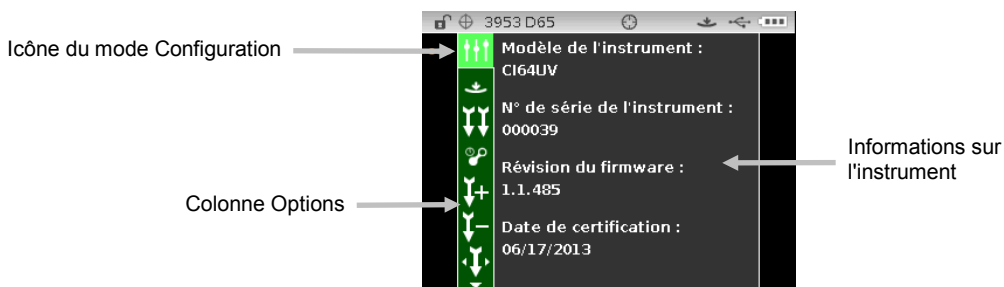 3953 D65
Icône du mode Configuration
Modèle de l'instrument :
CI64UV
N° de série de l'instrument :
000039
Révision du firmware :
1.1.485
Date de certification :
06/17/2013
Informations sur
l'instrument
Colonne Options